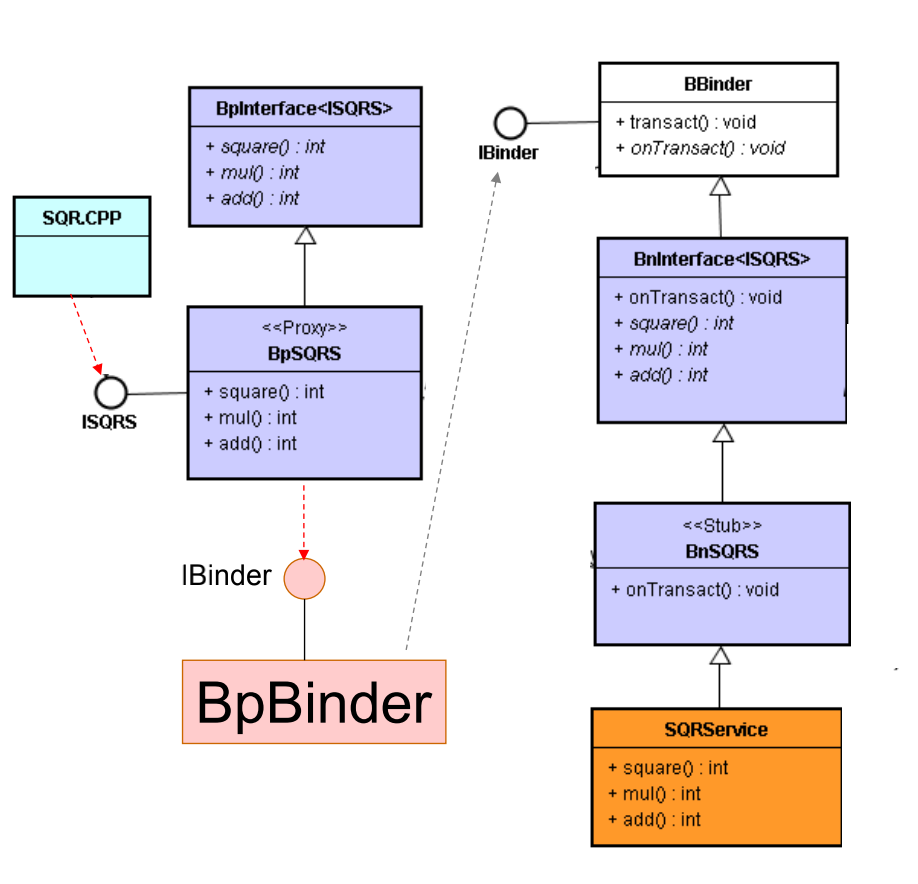 BpInterface<ISQRS>
+ square() : int
+ mul() : int
+ add() : int
SQR.CPP
<<Proxy>>
BpSQRS
+ square() : int
+ mul() : int
+ add() : int
ISQRS
IBinder
BpBinder
BBinder
+ transact() : void
+ onTransact() : void
IBinder
BnInterface<ISQRS>
+ onTransact() : void
+ square() : int
+ mul() : int
+ add() : int
<<Stub>>
BnSQRS
+ onTransact() : void
SQRService
+ square() : int
+ mul() : int
+ add() : int